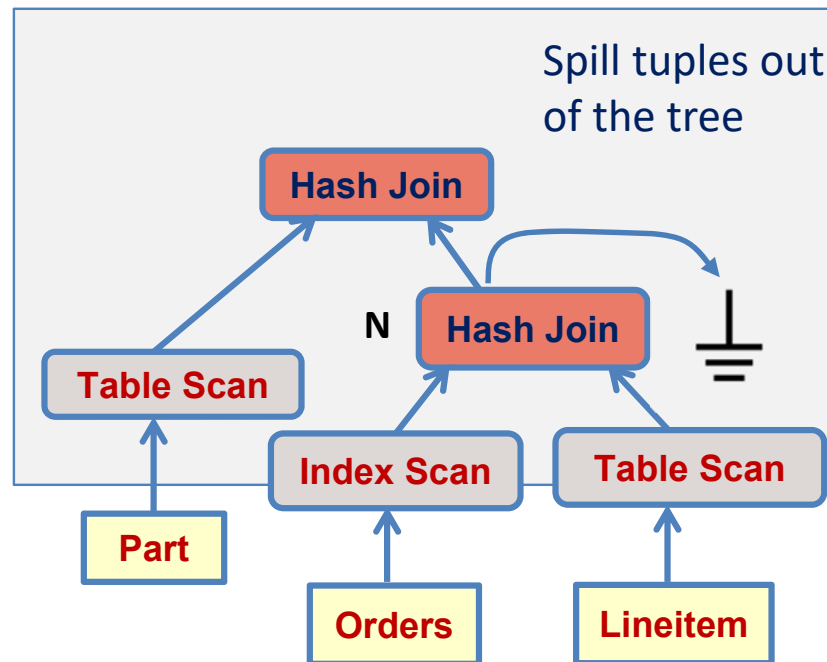 Spill tuples out
of the tree
Hash Join
N
Hash Join
Table Scan
Index Scan
Table Scan
Part
Orders
Lineitem